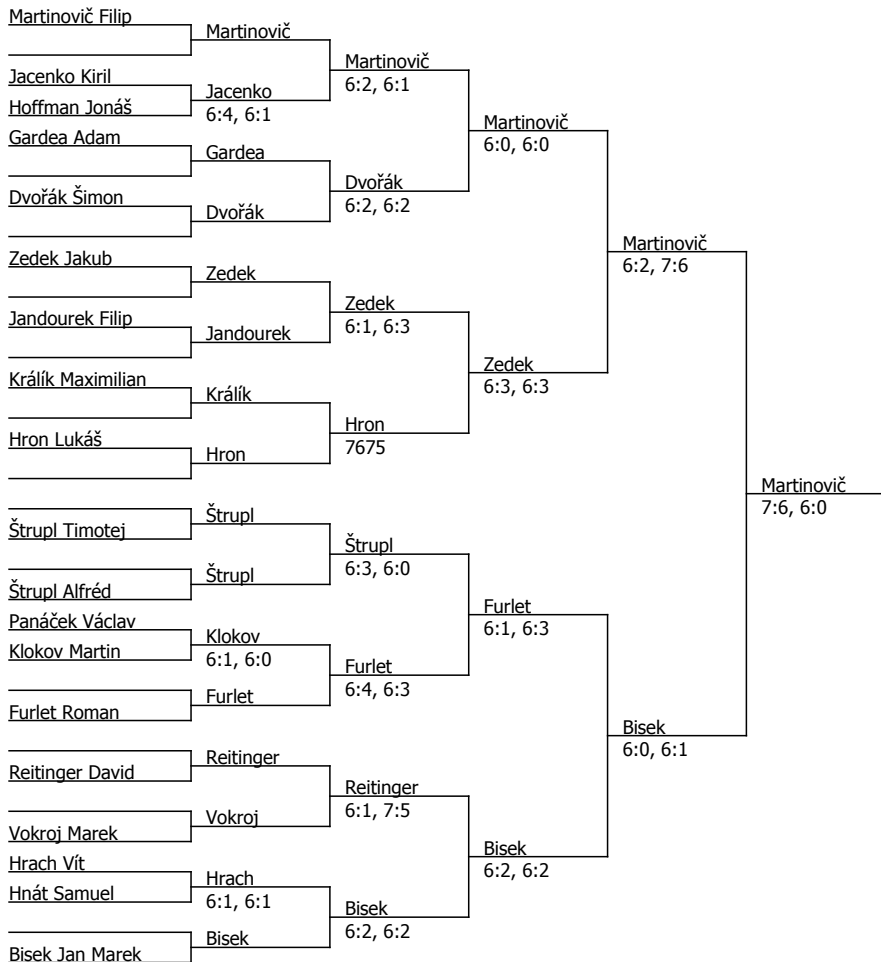 Martinovič Filip
Martinovič
Martinovič
6:2, 6:1
Jacenko Kiril
Hoffman Jonáš
Jacenko
6:4, 6:1
Martinovič
6:0, 6:0
Gardea Adam
Gardea
Dvořák
6:2, 6:2
Dvořák Šimon
Dvořák
Martinovič
6:2, 7:6
Zedek Jakub
Zedek
Zedek
6:1, 6:3
Jandourek Filip
Jandourek
Zedek
6:3, 6:3
Králík Maximilian
Králík
Hron
7675
Hron Lukáš
Hron
Martinovič
7:6, 6:0
Štrupl
Štrupl Timotej
Štrupl
6:3, 6:0
Štrupl
Štrupl Alfréd
Furlet
6:1, 6:3
Panáček Václav
Klokov Martin
Klokov
6:1, 6:0
Furlet
6:4, 6:3
Furlet
Furlet Roman
Bisek
6:0, 6:1
Reitinger
Reitinger David
Reitinger
6:1, 7:5
Vokroj
Vokroj Marek
Bisek
6:2, 6:2
Hrach Vít
Hnát Samuel
Hrach
6:1, 6:1
Bisek
6:2, 6:2
Bisek
Bisek Jan Marek